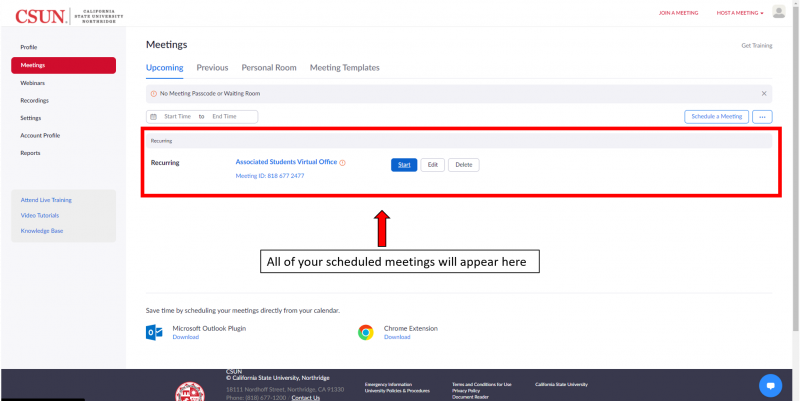 CSUN
CALIFORNIA
STATE UNIVERSITY
NORTHRIDGE
JOIN A MEETING
HOST A MEETING
Profile
Meetings
Webinars
Recordings
Settings
Account Profile
Reports
Attend Live Training
Video Tutorials
Knowledge Base
Meetings
Get Training
Upcoming
Previous
Personal Room
Meeting Templates
No Meeting Passcode or Waiting Room
Start Time to End Time
Schedule a Meeting
Recurring
Recurring
Associated Students Virtual Office
Start
Edit
Delete
Meeting ID: 818 677 2477
All of your scheduled meetings will appear here
Save time by scheduling your meetings directly from your calendar.
Microsoft Outlook Plugin
Download
Chrome Extension
Download
CSUN
© California State University, Northridge
18111 Nordhoff Street, Northridge, CA 91330
Phone: (818) 677-1200 · Contact Us
Emergency Information
University Policies & Procedures
Terms and Conditions for Use
Privacy Policy
Document Reader
California State University